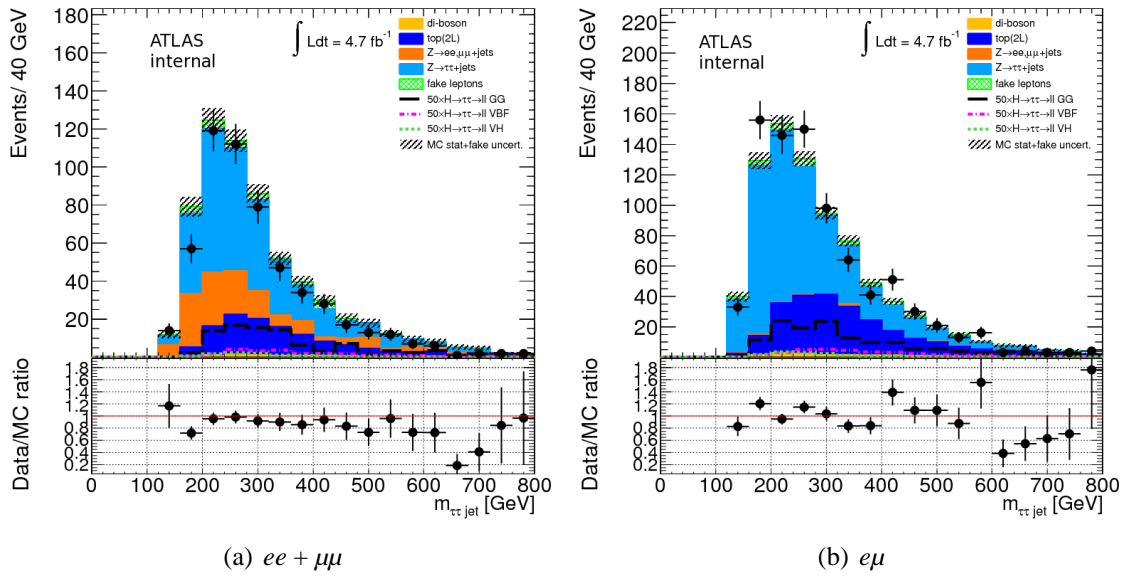 Events/ 40 GeV
180
160
140
120
100
80
60
40
20
ATLAS
internal
∫ Ldt = 4.7 fb⁻¹
di-boson
top(2L)
Z→ee,μμ+jets
Z→ττ+jets
fake leptons
50×H→ττ→ll GG
50×H→ττ→ll VBF
50×H→ττ→ll VH
MC stat+fake uncert.
Data/MC ratio
1.8
1.6
1.4
1.2
1.0
0.8
0.6
0.4
0.2
0 100 200 300 400 500 600 700 800
m ττ jet [GeV]
(a) ee + μμ
Events/ 40 GeV
220
200
180
160
140
120
100
80
60
40
20
ATLAS
internal
∫ Ldt = 4.7 fb⁻¹
di-boson
top(2L)
Z→ee,μμ+jets
Z→ττ+jets
fake leptons
50×H→ττ→ll GG
50×H→ττ→ll VBF
50×H→ττ→ll VH
MC stat+fake uncert.
Data/MC ratio
1.8
1.6
1.4
1.2
1.0
0.8
0.6
0.4
0.2
0 100 200 300 400 500 600 700 800
m ττ jet [GeV]
(b) eμ